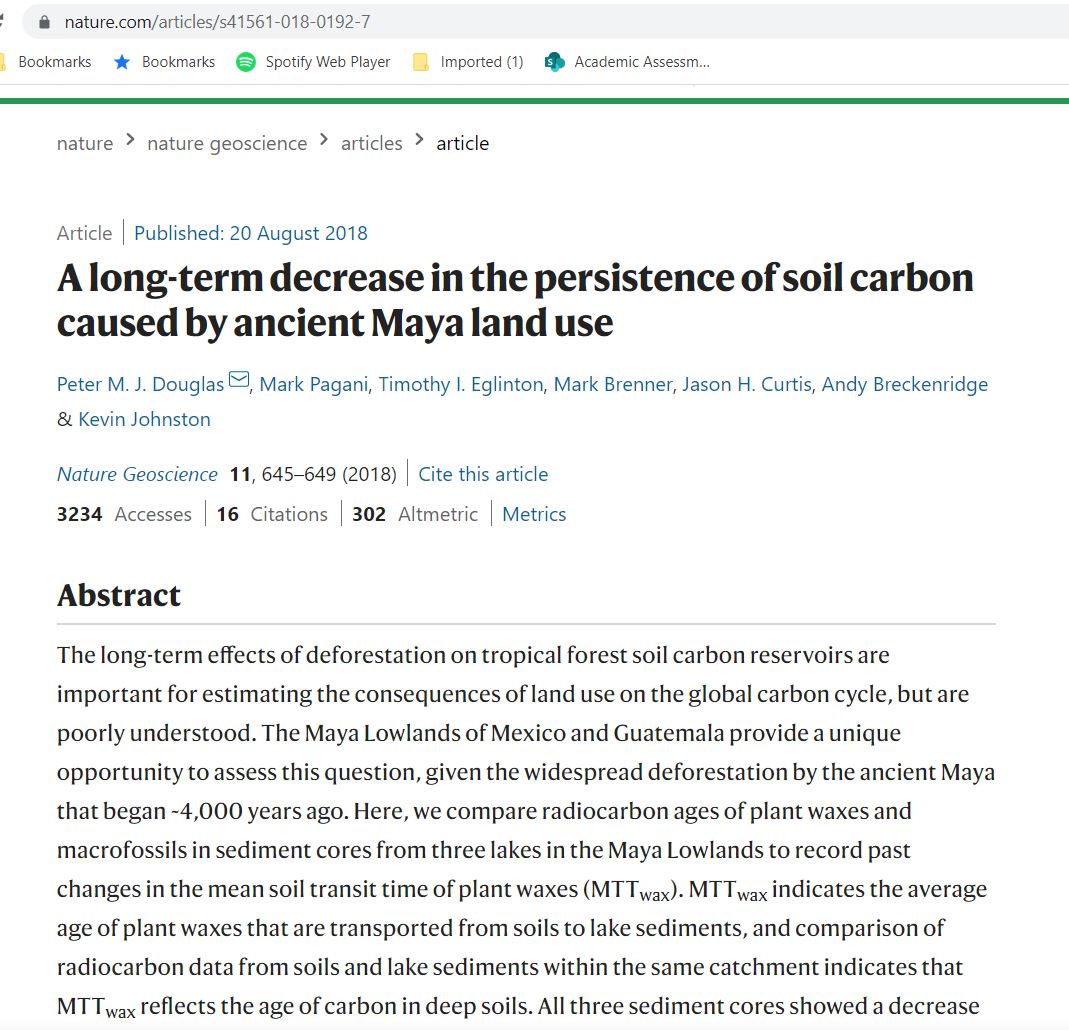 nature.com/articles/s41561-018-0192-7
Bookmarks Bookmarks Spotify Web Player Imported (1) Academic Assessm...
nature > nature geoscience > articles > article
Article | Published: 20 August 2018
A long-term decrease in the persistence of soil carbon
caused by ancient Maya land use
Peter M. J. Douglas, Mark Pagani, Timothy I. Eglinton, Mark Brenner, Jason H. Curtis, Andy Breckenridge
& Kevin Johnston
Nature Geoscience 11, 645–649 (2018) | Cite this article
3234 Accesses | 16 Citations | 302 Altmetric | Metrics
Abstract
The long-term effects of deforestation on tropical forest soil carbon reservoirs are
important for estimating the consequences of land use on the global carbon cycle, but are
poorly understood. The Maya Lowlands of Mexico and Guatemala provide a unique
opportunity to assess this question, given the widespread deforestation by the ancient Maya
that began ~4,000 years ago. Here, we compare radiocarbon ages of plant waxes and
macrofossils in sediment cores from three lakes in the Maya Lowlands to record past
changes in the mean soil transit time of plant waxes (MTTwax). MTTwax indicates the average
age of plant waxes that are transported from soils to lake sediments, and comparison of
radiocarbon data from soils and lake sediments within the same catchment indicates that
MTTwax reflects the age of carbon in deep soils. All three sediment cores showed a decrease